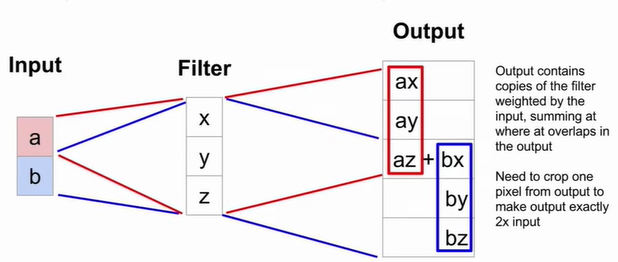 Input
a
b
Filter
x
y
z
Output
ax
ay
az + bx
by
bz
Output contains
copies of the filter
weighted by the
input, summing at
where at overlaps in
the output
Need to crop one
pixel from output to
make output exactly
2x input